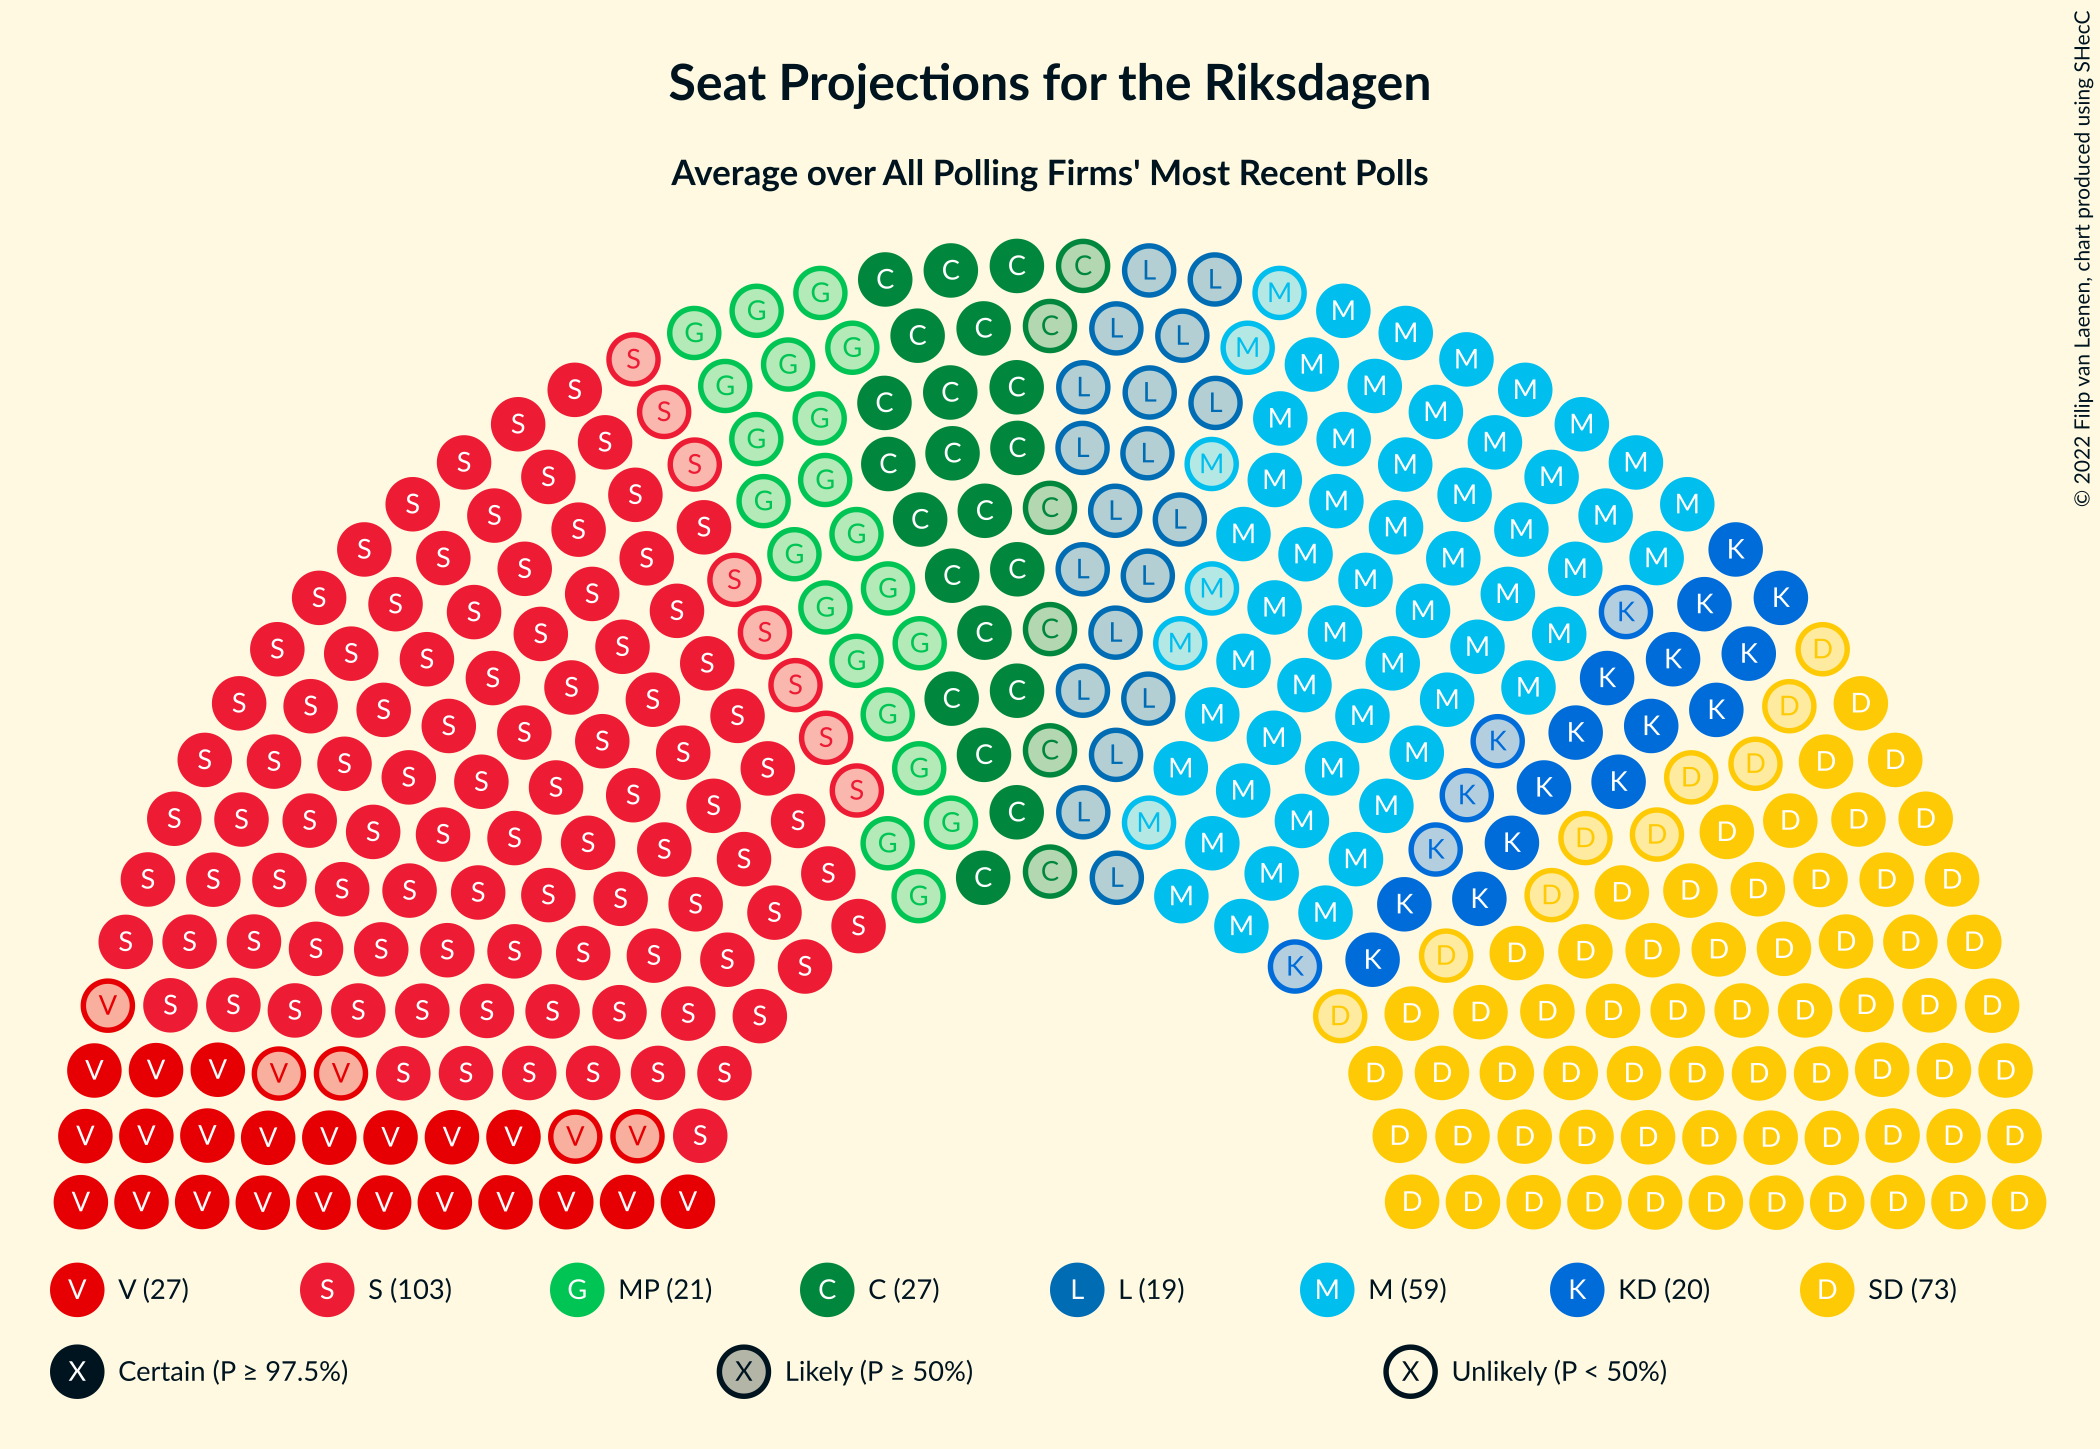 Seat Projections for the Riksdagen
Average over All Polling Firms' Most Recent Polls
© 2022 Filip van Laenen, chart produced using SHecC
V V (27) S S (103) G MP (21) C C (27) L L (19) M M (59) K KD (20) D SD (73)
X Certain (P ≥ 97.5%) X Likely (P ≥ 50%) X Unlikely (P < 50%)